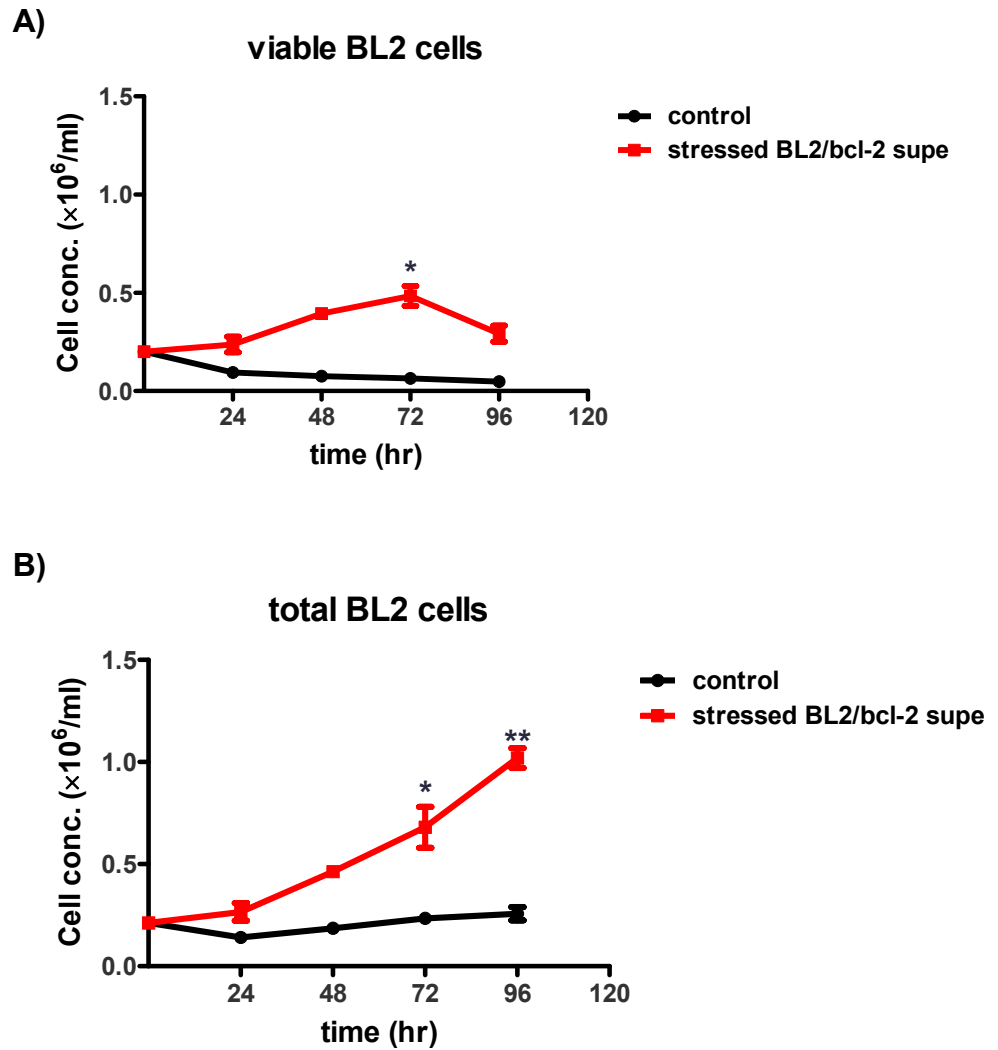 A)
viable BL2 cells
1.5
1.0
0.5
0.0
Cell conc. (×10⁶/ml)
*
24 48 72 96 120
time (hr)
control
stressed BL2/bcl-2 supe
B)
total BL2 cells
1.5
1.0
0.5
0.0
Cell conc. (×10⁶/ml)
*
**
24 48 72 96 120
time (hr)
control
stressed BL2/bcl-2 supe